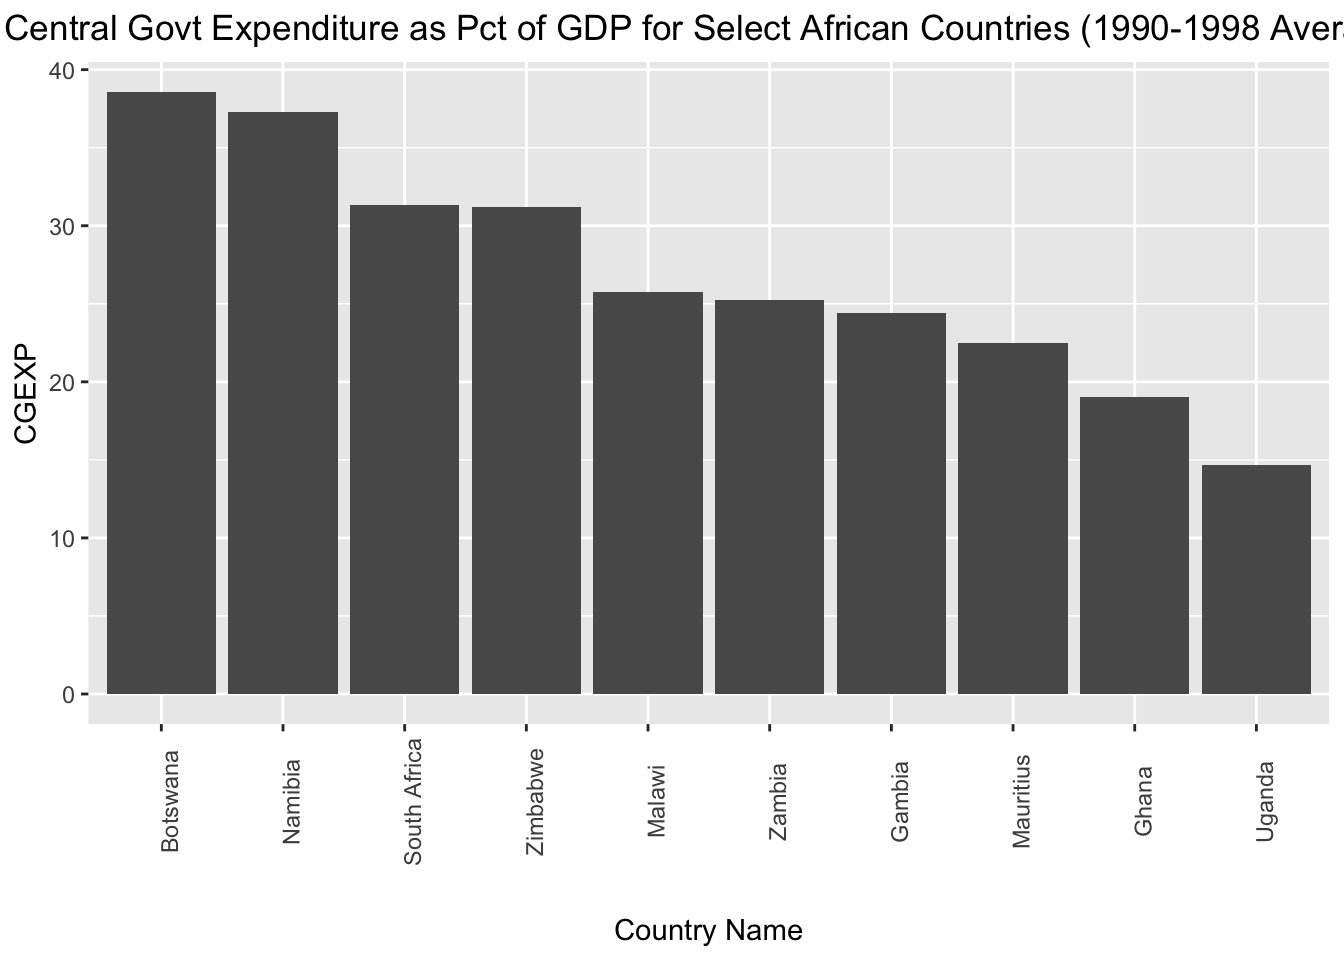 Central Govt Expenditure as Pct of GDP for Select African Countries (1990-1998 Aver
40
30
20
10
0
CGEXP
Botswana
Namibia
South Africa
Zimbabwe
Malawi
Zambia
Gambia
Mauritius
Ghana
Uganda
Country Name